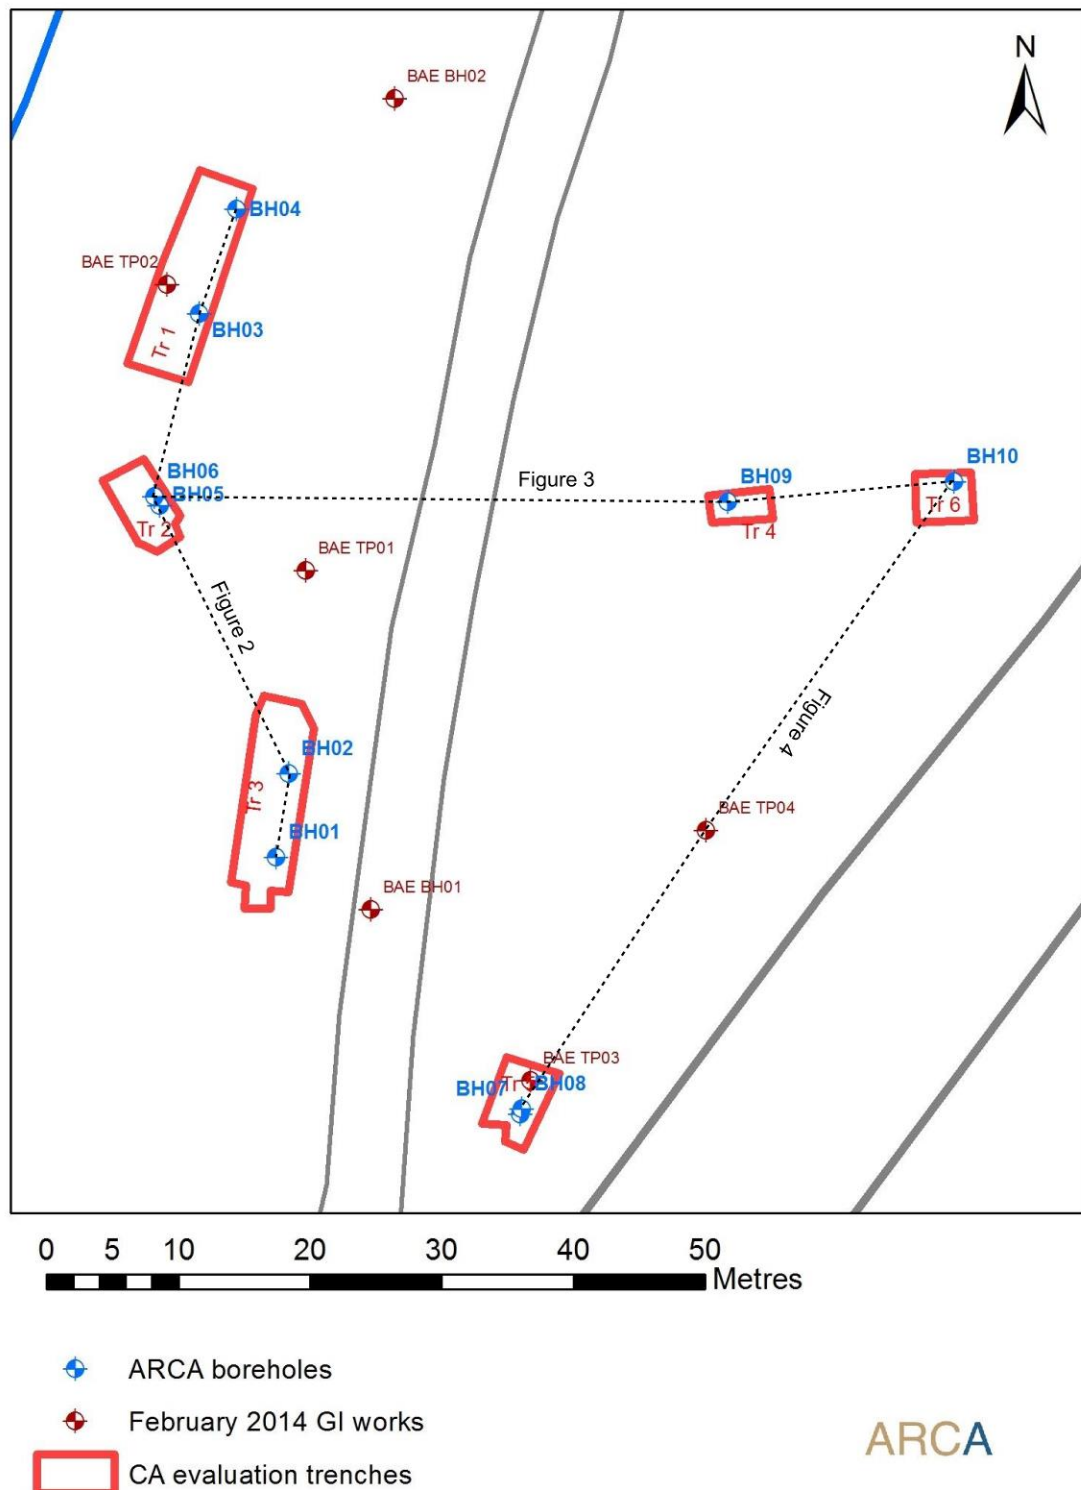 N
BAE BH02
BH04
BAE TP02
BH03
Tr 1
BH06
BH05
Tr 2
Figure 3
BH09
Tr 4
BH10
Tr 6
BAE TP01
Figure 2
BH02
Tr 3
BH01
Figure 4
BAE TP04
BAE BH01
BAE TP03
BH07
Tr
BH08
0 5 10 20 30 40 50
Metres
ARCA boreholes
February 2014 GI works
CA evaluation trenches
ARCA